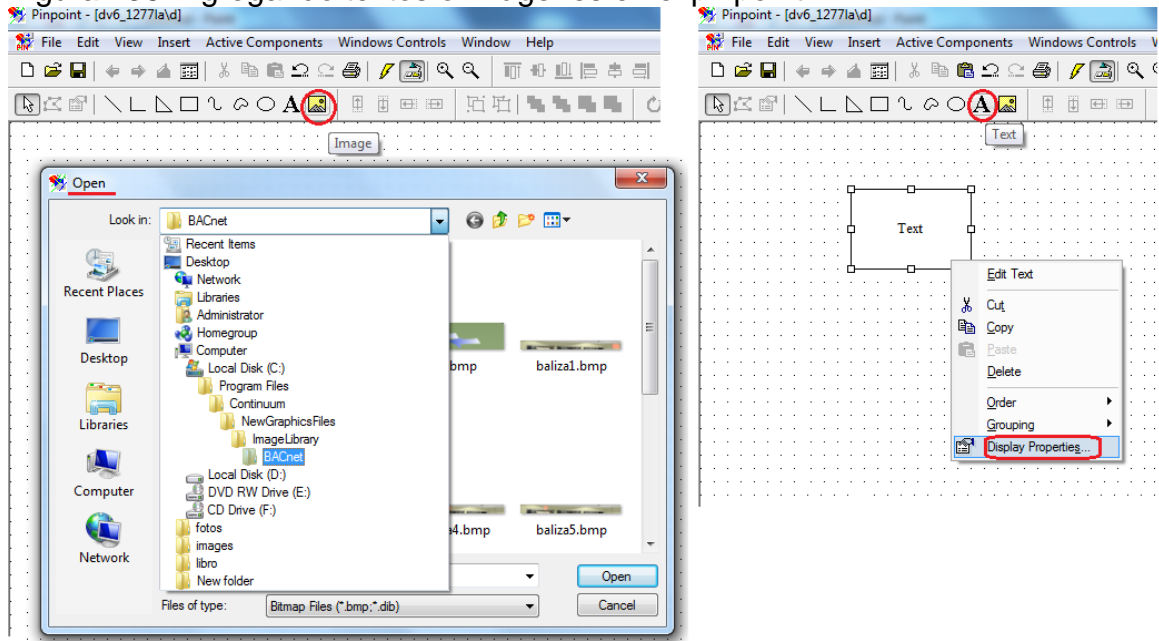 Pinpoint - [dv6_1277la\d]
File Edit View Insert Active Components Windows Controls Window Help
A
Image
Open
Look in: BACnet
Recent Places
Desktop
Libraries
Computer
Network
Recent Items
Desktop
Network
Libraries
Administrator
Homegroup
Computer
Local Disk (C:)
Program Files
Continuum
NewGraphicsFiles
ImageLibrary
BACnet
Local Disk (D:)
DVD RW Drive (E:)
CD Drive (F:)
fotos
images
libro
New folder
bmp
baliza1.bmp
4.bmp
baliza5.bmp
Open
Files of type: Bitmap Files (*.bmp;*.dib)
Cancel
Pinpoint - [dv6_1277la\d]
File Edit View Insert Active Components Windows Controls
A
Text
Text
Edit Text
Cut
Copy
Paste
Delete
Order
Grouping
Display Properties...